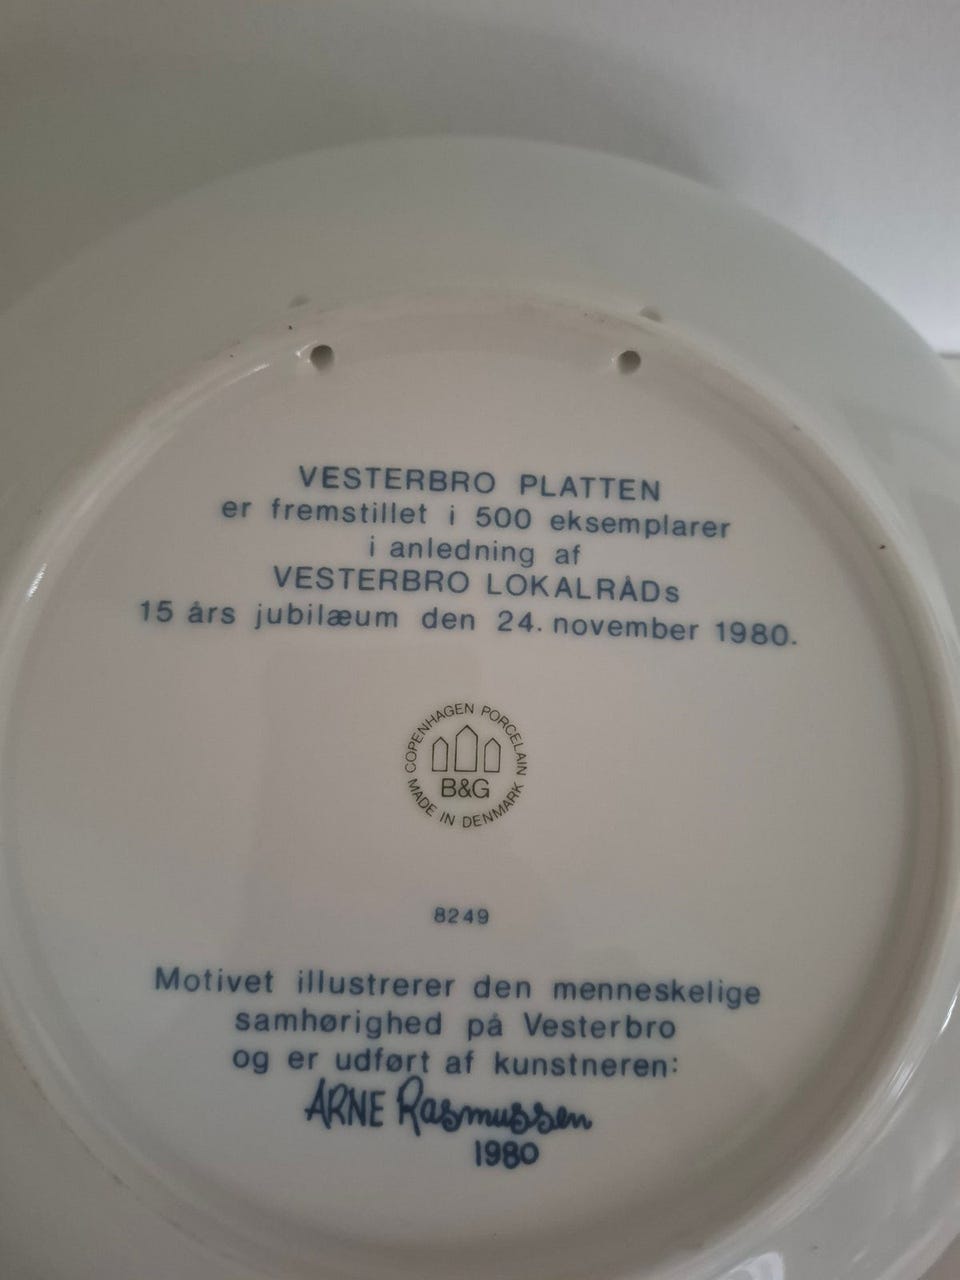 VESTERBRO PLATTEN
er fremstillet i 500 eksemplarer
i anledning af
VESTERBRO LOKALRÅDs
15 års jubilæum den 24. november 1980.
COPENHAGEN PORCELAIN
B&G
MADE IN DENMARK
8249
Motivet illustrerer den menneskelige
samhørighed på Vesterbro
og er udført af kunstneren:
ARNE Rasmussen
1980